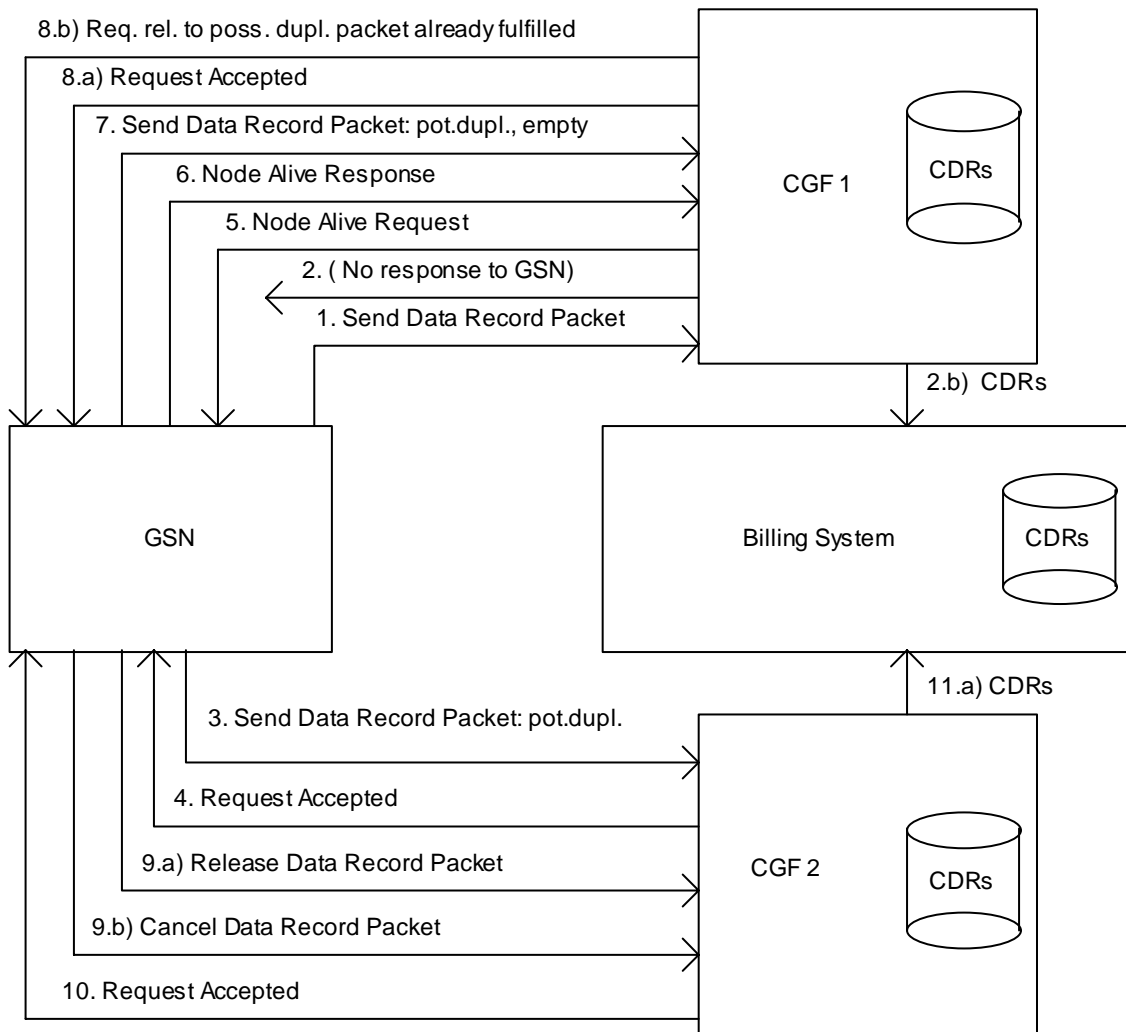 8.b) Req. rel. to poss. dupl. packet already fulfilled
8.a) Request Accepted
7. Send Data Record Packet: pot.dupl., empty
6. Node Alive Response
5. Node Alive Request
2. ( No response to GSN)
1. Send Data Record Packet
CGF 1
CDRs
2.b) CDRs
GSN
Billing System
CDRs
11.a) CDRs
3. Send Data Record Packet: pot.dupl.
4. Request Accepted
9.a) Release Data Record Packet
9.b) Cancel Data Record Packet
10. Request Accepted
CGF 2
CDRs